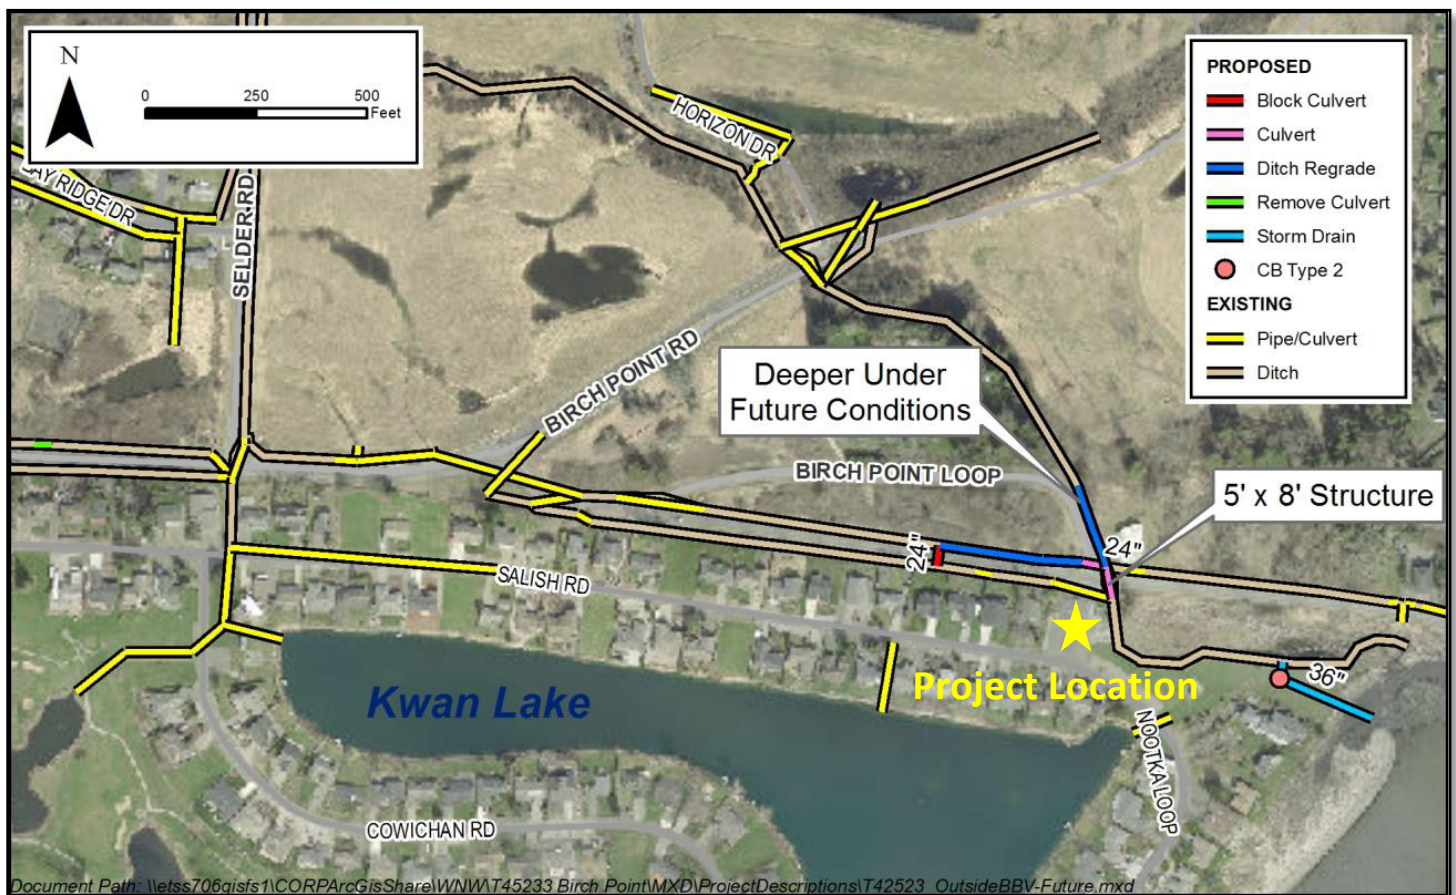 N
0 250 500
Feet
PROPOSED
Block Culvert
Culvert
Ditch Regrade
Remove Culvert
Storm Drain
CB Type 2
EXISTING
Pipe/Culvert
Ditch
HORIZON DR
BAY RIDGE DR
SELDER RD
BIRCH POINT RD
Deeper Under
Future Conditions
BIRCH POINT LOOP
5' x 8' Structure
24"
24"
SALISH RD
Project Location
36"
Kwan Lake
NOOTKA LOOP
COWICHAN RD
Document Path: \\etss706gisfs1\CORPArcGisShare\WNW\T45233 Birch Point\MXD\ProjectDescriptions\T42523_OutsideBBV-Future.mxd